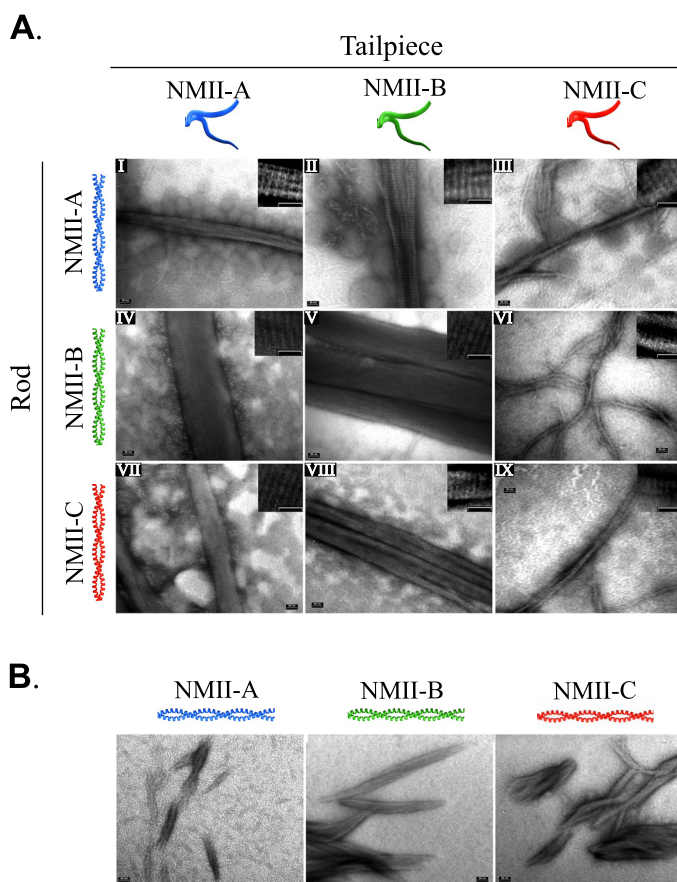 A.
Tailpiece
NMII-A NMII-B NMII-C
Rod
NMII-A
I II III
NMII-B
IV V VI
NMII-C
VII VIII IX
B.
NMII-A NMII-B NMII-C